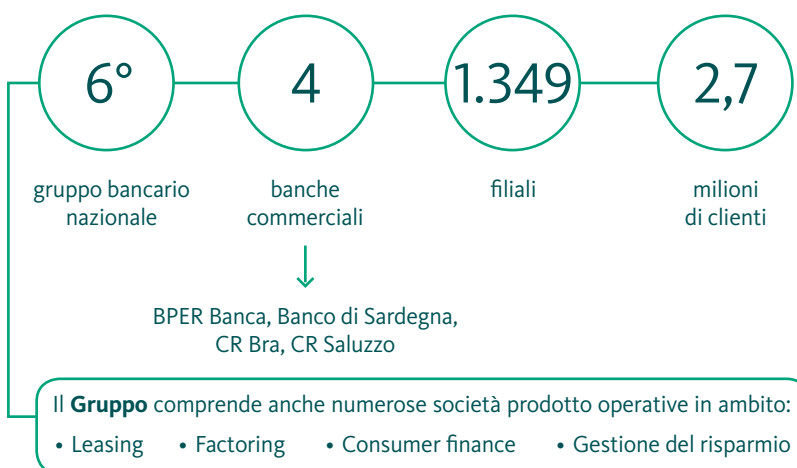 6°
4
1.349
2,7
gruppo bancario
nazionale
banche
commerciali
filiali
milioni
di clienti
BPER Banca, Banco di Sardegna,
CR Bra, CR Saluzzo
Il Gruppo comprende anche numerose società prodotto operative in ambito:
• Leasing • Factoring • Consumer finance • Gestione del risparmio